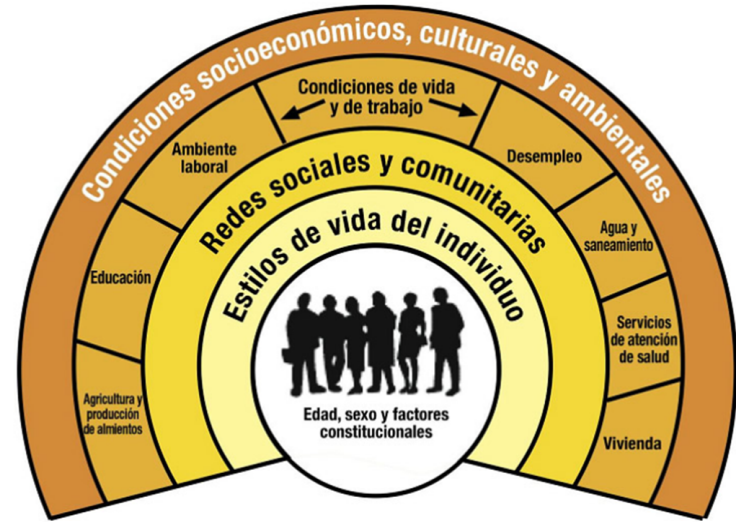 Condiciones socioeconómicos, culturales y ambientales
Condiciones de vida
y de trabajo
Ambiente
laboral
Desempleo
Redes sociales y comunitarias
Agua y
saneamiento
Educación
Estilos de vida del individuo
Servicios
de atención
de salud
Agricultura y
producción
de almientos
Edad, sexo y factores
constitucionales
Vivienda